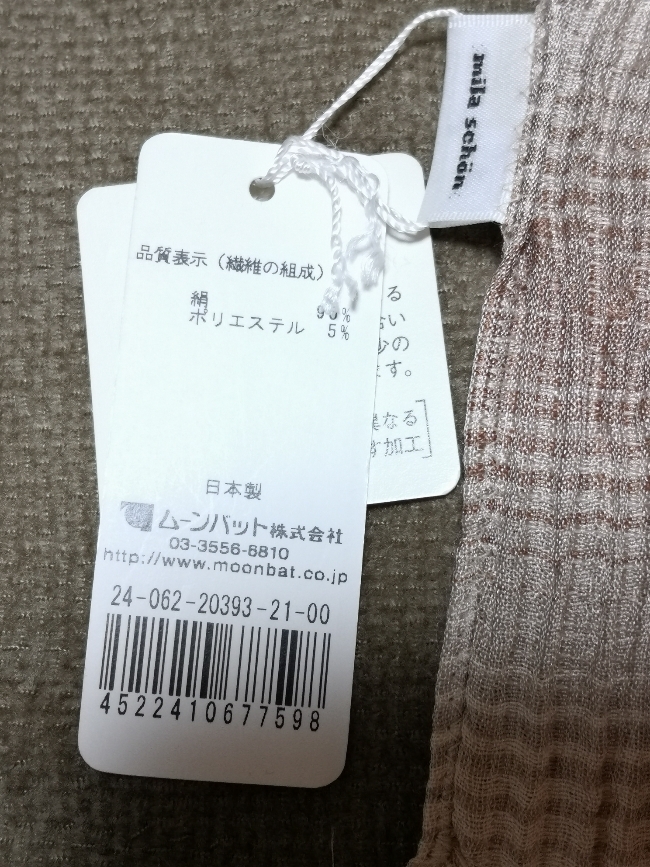 mila schön
品質表示（繊維の組成）
絹 95%
ポリエステル 5%
日本製
ムーンバット株式会社
03-3556-6810
http://www.moonbat.co.jp
24-062-20393-21-00
4522410677598
る
い
の
ます。
異なる
加工